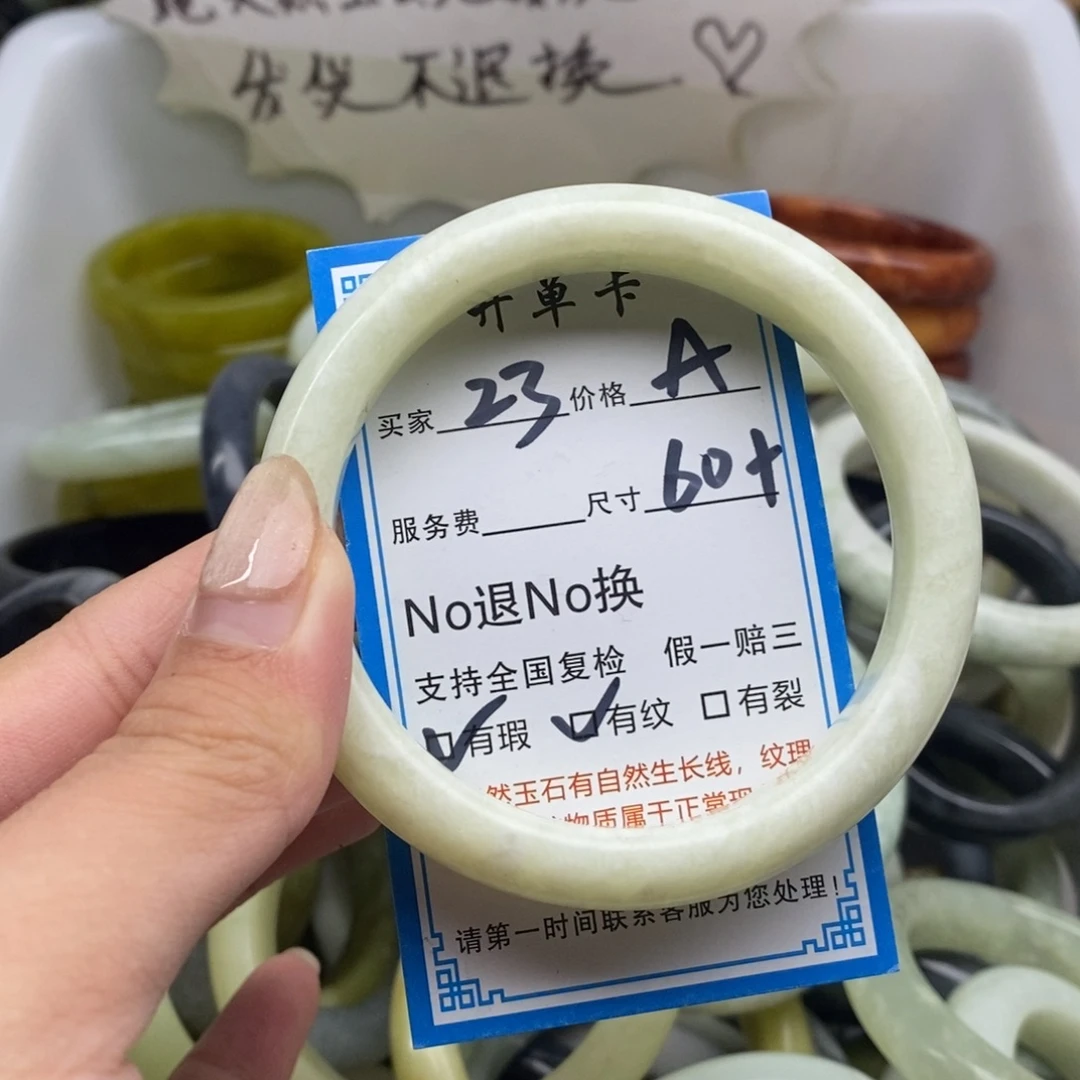 不退换 ♡
开单卡
买家 23 价格 A
服务费 尺寸 60+
No退No换
支持全国复检 假一赔三
☑有瑕 ☑有纹 □有裂
然玉石有自然生长线，纹理
物质属于正常现
请第一时间联系客服为您处理！